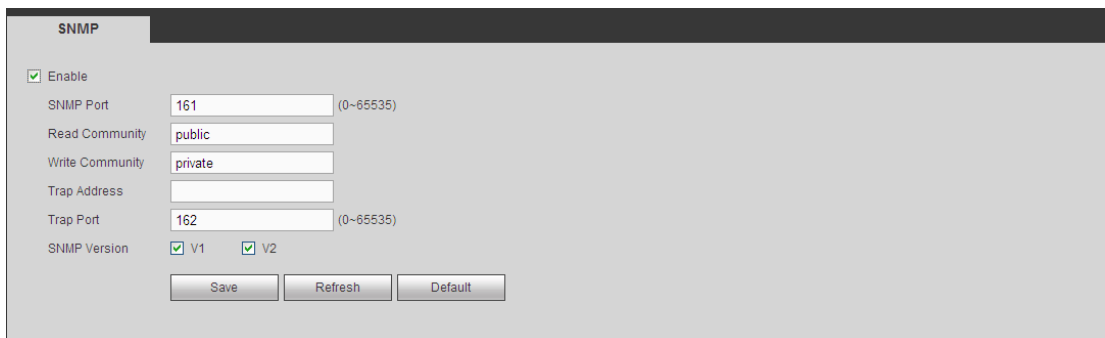 SNMP
Enable
SNMP Port 161 (0~65535)
Read Community public
Write Community private
Trap Address
Trap Port 162 (0~65535)
SNMP Version V1 V2
Save Refresh Default